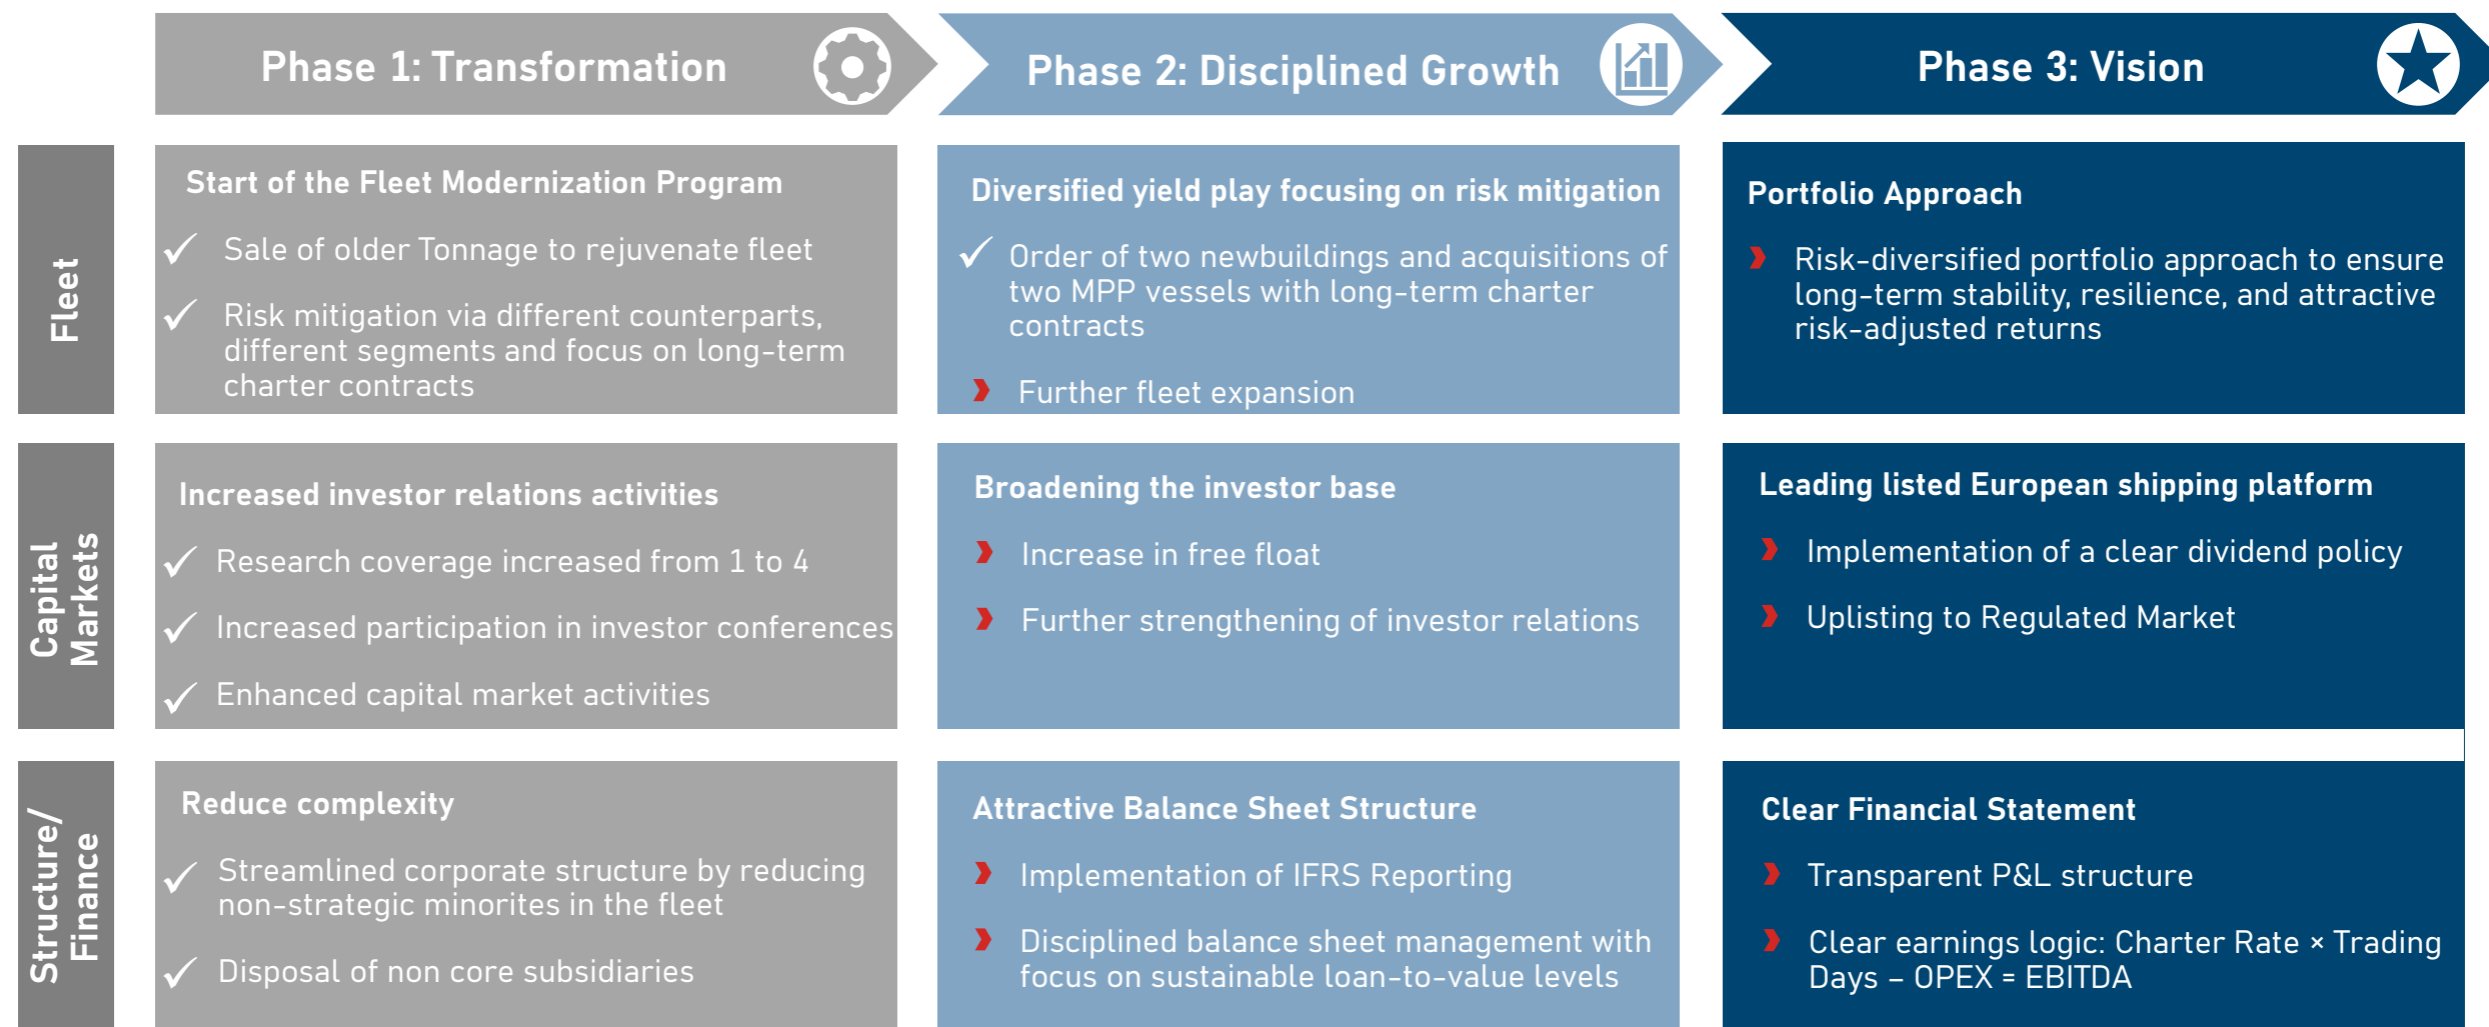 Phase 1: Transformation
Phase 2: Disciplined Growth
Phase 3: Vision
Fleet
Start of the Fleet Modernization Program
Sale of older Tonnage to rejuvenate fleet
Risk mitigation via different counterparts,
different segments and focus on long-term
charter contracts
Diversified yield play focusing on risk mitigation
Order of two newbuildings and acquisitions of
two MPP vessels with long-term charter
contracts
Further fleet expansion
Portfolio Approach
Risk-diversified portfolio approach to ensure
long-term stability, resilience, and attractive
risk-adjusted returns
Capital
Markets
Increased investor relations activities
Research coverage increased from 1 to 4
Increased participation in investor conferences
Enhanced capital market activities
Broadening the investor base
Increase in free float
Further strengthening of investor relations
Leading listed European shipping platform
Implementation of a clear dividend policy
Uplisting to Regulated Market
Structure/
Finance
Reduce complexity
Streamlined corporate structure by reducing
non-strategic minorites in the fleet
Disposal of non core subsidiaries
Attractive Balance Sheet Structure
Implementation of IFRS Reporting
Disciplined balance sheet management with
focus on sustainable loan-to-value levels
Clear Financial Statement
Transparent P&L structure
Clear earnings logic: Charter Rate × Trading
Days – OPEX = EBITDA